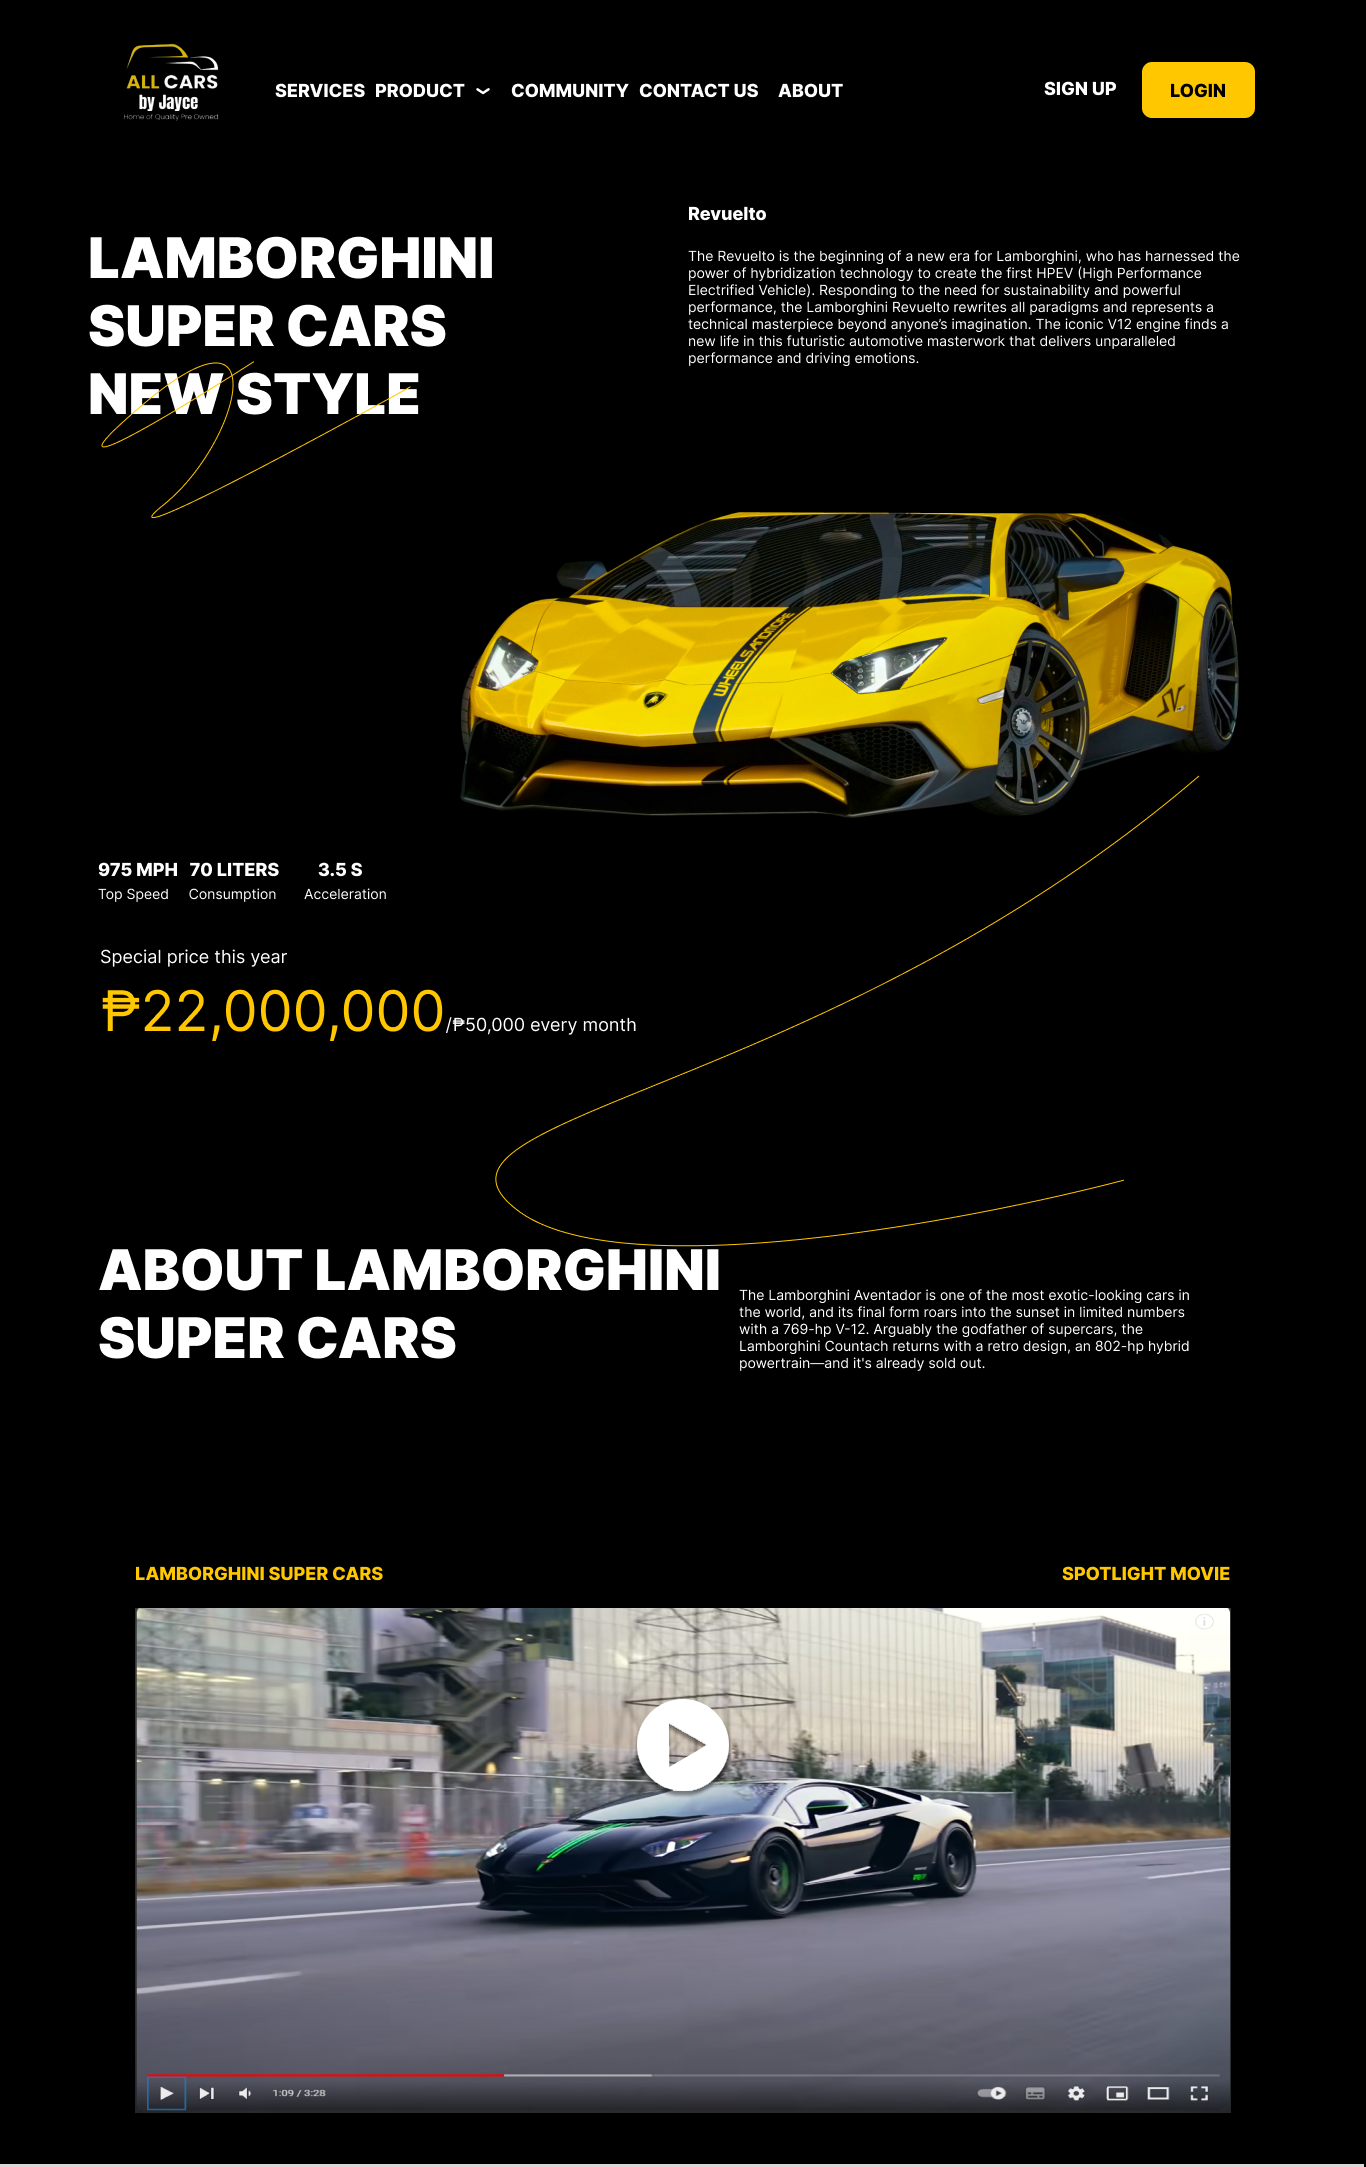 ALL CARS
by Jayce
Home of Quality Pre Owned
SERVICES PRODUCT COMMUNITY CONTACT US ABOUT
SIGN UP
LOGIN
LAMBORGHINI
SUPER CARS
NEW STYLE
Revuelto
The Revuelto is the beginning of a new era for Lamborghini, who has harnessed the
power of hybridization technology to create the first HPEV (High Performance
Electrified Vehicle). Responding to the need for sustainability and powerful
performance, the Lamborghini Revuelto rewrites all paradigms and represents a
technical masterpiece beyond anyone’s imagination. The iconic V12 engine finds a
new life in this futuristic automotive masterwork that delivers unparalleled
performance and driving emotions.
WHEELSANDMORE
SV
975 MPH 70 LITERS 3.5 S
Top Speed Consumption Acceleration
Special price this year
₱22,000,000/₱50,000 every month
ABOUT LAMBORGHINI
SUPER CARS
The Lamborghini Aventador is one of the most exotic-looking cars in
the world, and its final form roars into the sunset in limited numbers
with a 769-hp V-12. Arguably the godfather of supercars, the
Lamborghini Countach returns with a retro design, an 802-hp hybrid
powertrain—and it's already sold out.
LAMBORGHINI SUPER CARS
SPOTLIGHT MOVIE
1:09 / 3:28